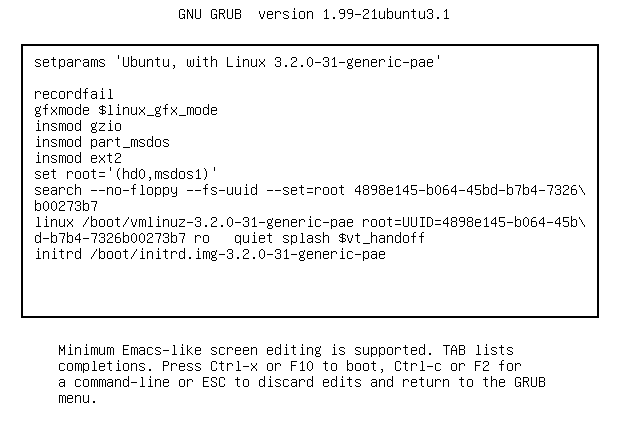 GNU GRUB  version 1.99-21ubuntu3.1
setparams 'Ubuntu, with Linux 3.2.0-31-generic-pae'
recordfail
gfxmode $linux_gfx_mode
insmod gzio
insmod part_msdos
insmod ext2
set root='(hd0,msdos1)'
search --no-floppy --fs-uuid --set=root 4898e145-b064-45bd-b7b4-7326\
b00273b7
linux /boot/vmlinuz-3.2.0-31-generic-pae root=UUID=4898e145-b064-45b\
d-b7b4-7326b00273b7 ro   quiet splash $vt_handoff
initrd /boot/initrd.img-3.2.0-31-generic-pae
Minimum Emacs-like screen editing is supported. TAB lists
completions. Press Ctrl-x or F10 to boot, Ctrl-c or F2 for
a command-line or ESC to discard edits and return to the GRUB
menu.